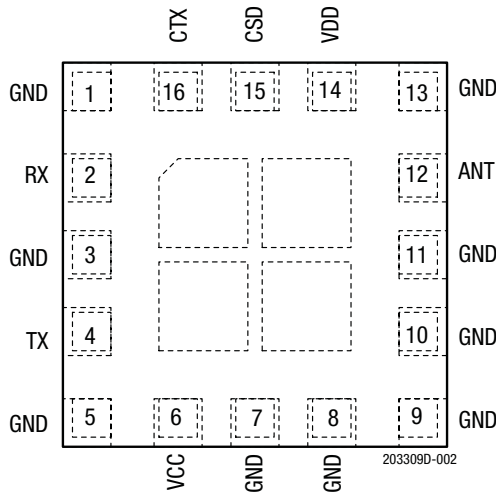 CTX CSD VDD
GND 1 16 15 14 13 GND
RX 2 12 ANT
GND 3 11 GND
TX 4 10 GND
GND 5 6 7 8 9 GND
203309D-002
VCC GND GND